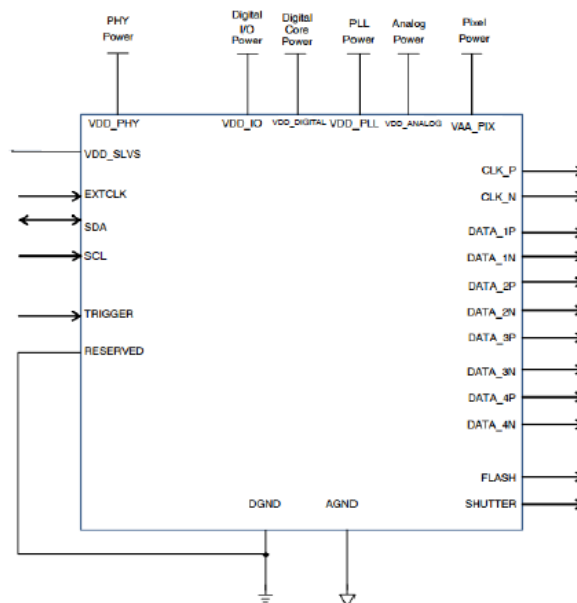 PHY
Power
Digital
I/O
Power
Digital
Core
Power
PLL
Power
Analog
Power
Pixel
Power
VDD_PHY
VDD_IO
VDD_DIGITAL
VDD_PLL
VDD_ANALOG
VAA_PIX
VDD_SLVS
EXTCLK
SDA
SCL
TRIGGER
RESERVED
CLK_P
CLK_N
DATA_1P
DATA_1N
DATA_2P
DATA_2N
DATA_3P
DATA_3N
DATA_4P
DATA_4N
FLASH
SHUTTER
DGND
AGND